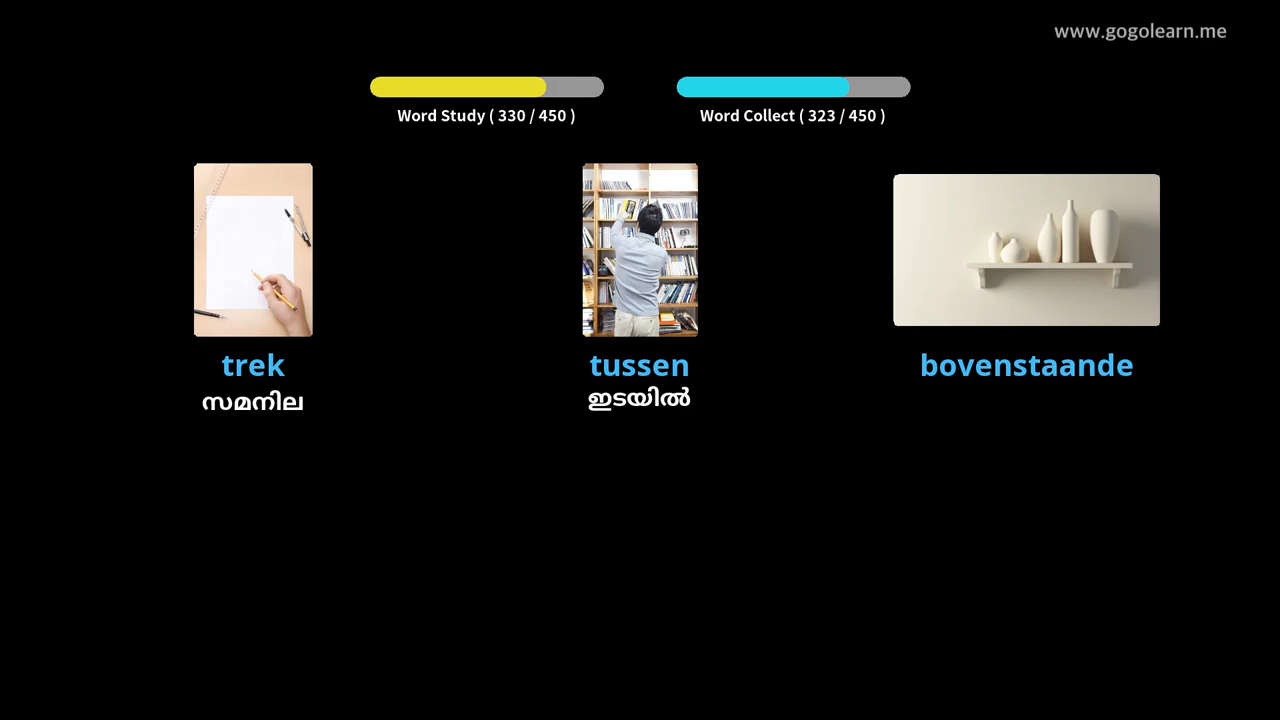 www.gogolearn.me
Word Study ( 330 / 450 )
Word Collect ( 323 / 450 )
trek
tussen
bovenstaande
സമനില
ഇടയിൽ